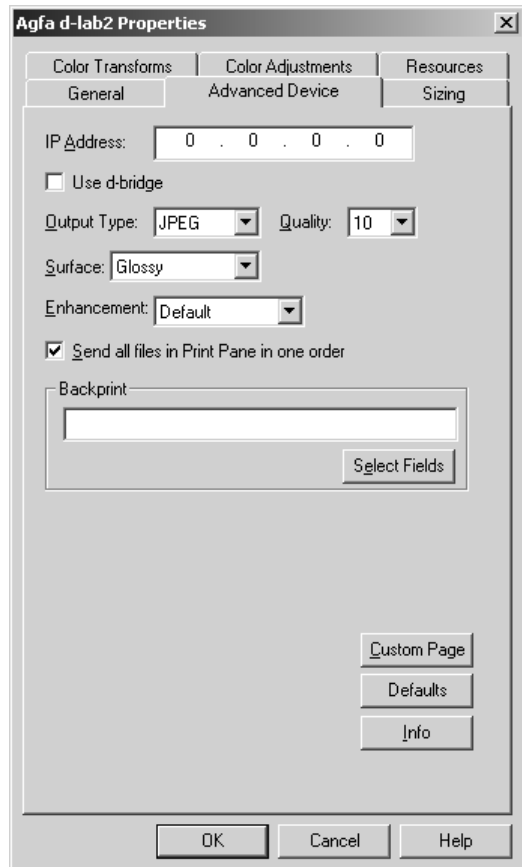 Agfa d-lab2 Properties
Color Transforms Color Adjustments Resources
General Advanced Device Sizing
IP Address: 0 . 0 . 0 . 0
Use d-bridge
Output Type: JPEG Quality: 10
Surface: Glossy
Enhancement: Default
Send all files in Print Pane in one order
Backprint
Select Fields
Custom Page
Defaults
Info
OK Cancel Help